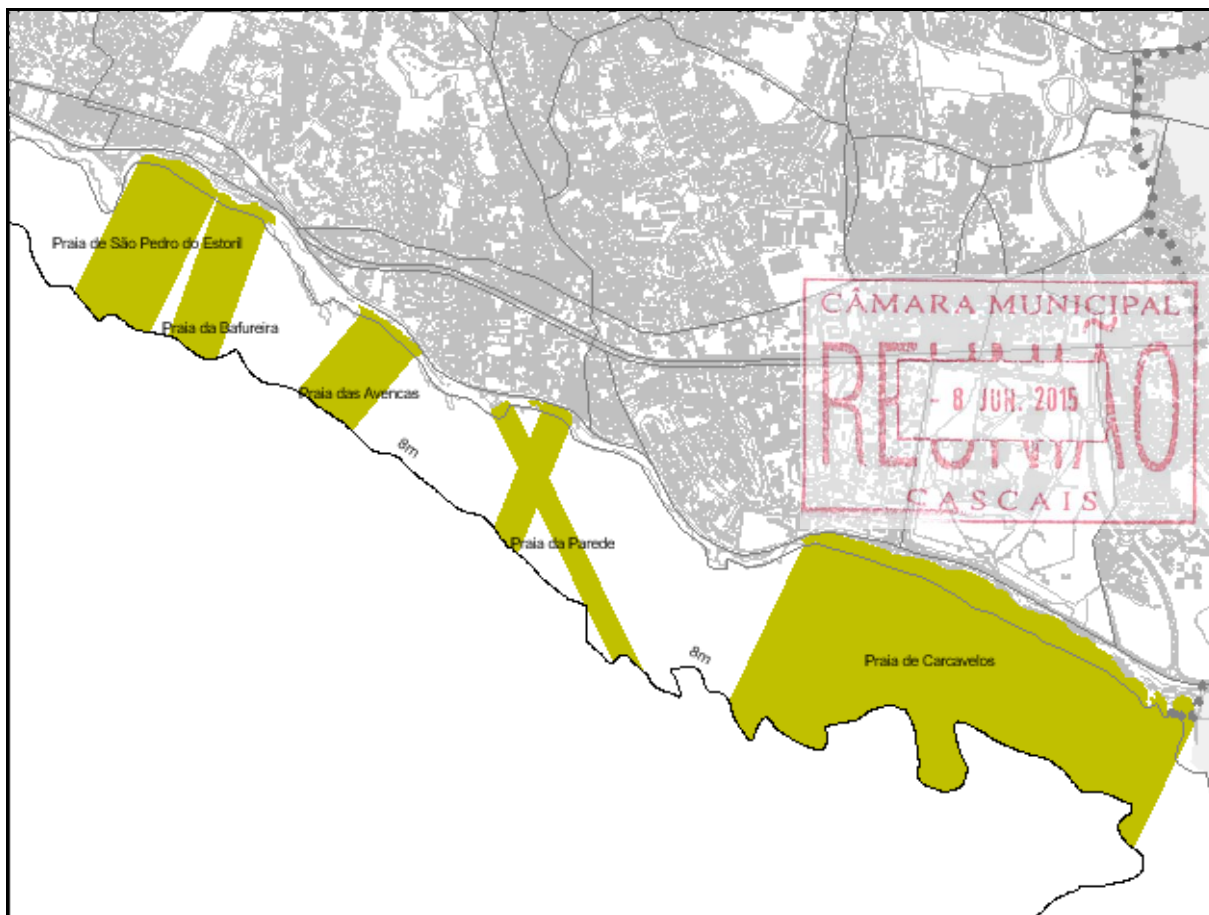 Praia de São Pedro do Estoril
Praia da Bafureira
Praia das Avencas
8m
Praia da Parede
8m
Praia de Carcavelos
CÂMARA MUNICIPAL
REUNIÃO
- 8 JUN. 2015
CASCAIS